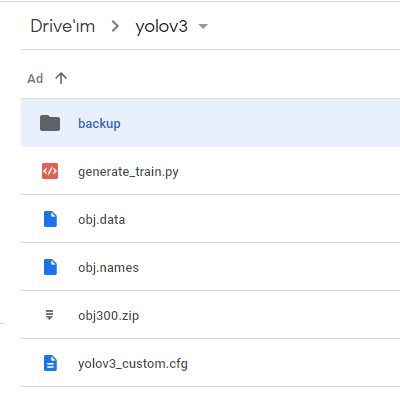 Drive'ım > yolov3
Ad
backup
generate_train.py
obj.data
obj.names
obj300.zip
yolov3_custom.cfg